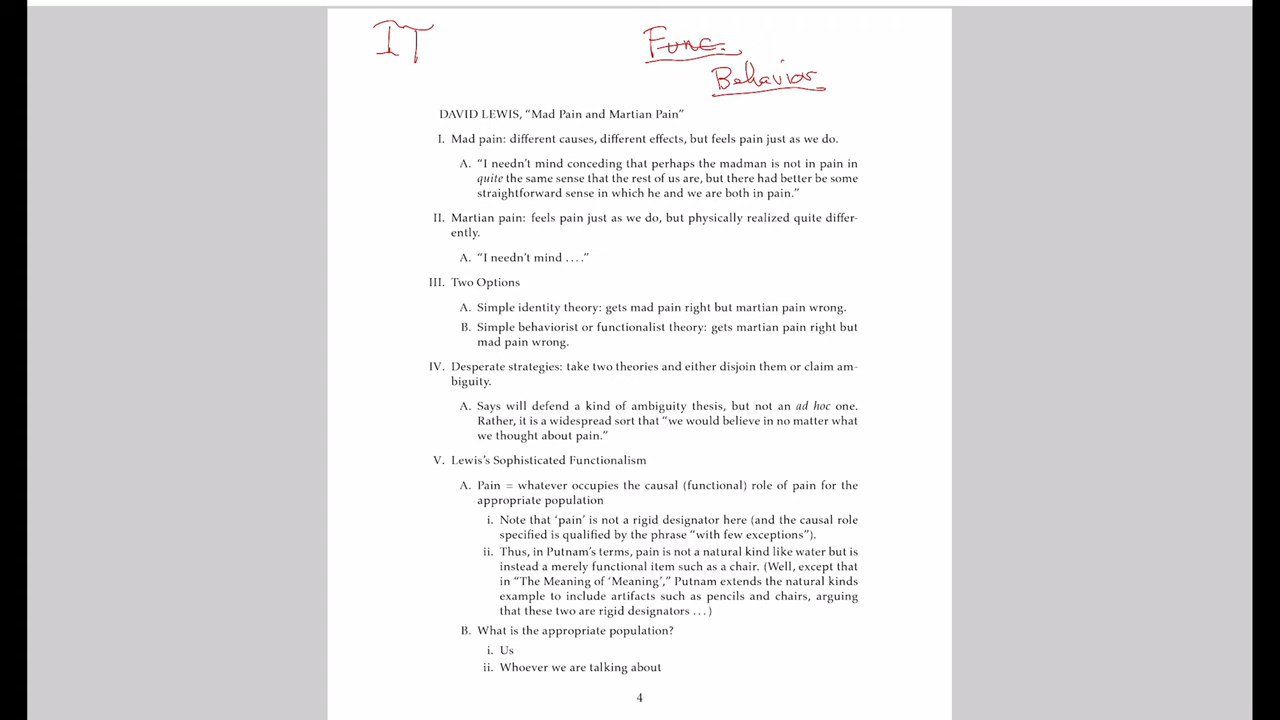 IT
Func.
Behavior
DAVID LEWIS, “Mad Pain and Martian Pain”
I. Mad pain: different causes, different effects, but feels pain just as we do.
A. “I needn’t mind conceding that perhaps the madman is not in pain in
quite the same sense that the rest of us are, but there had better be some
straightforward sense in which he and we are both in pain.”
II. Martian pain: feels pain just as we do, but physically realized quite differ-
ently.
A. “I needn’t mind ....”
III. Two Options
A. Simple identity theory: gets mad pain right but martian pain wrong.
B. Simple behaviorist or functionalist theory: gets martian pain right but
mad pain wrong.
IV. Desperate strategies: take two theories and either disjoin them or claim am-
biguity.
A. Says will defend a kind of ambiguity thesis, but not an ad hoc one.
Rather, it is a widespread sort that “we would believe in no matter what
we thought about pain.”
V. Lewis’s Sophisticated Functionalism
A. Pain = whatever occupies the causal (functional) role of pain for the
appropriate population
i. Note that ‘pain’ is not a rigid designator here (and the causal role
specified is qualified by the phrase “with few exceptions”).
ii. Thus, in Putnam’s terms, pain is not a natural kind like water but is
instead a merely functional item such as a chair. (Well, except that
in “The Meaning of ‘Meaning’,” Putnam extends the natural kinds
example to include artifacts such as pencils and chairs, arguing
that these two are rigid designators ...)
B. What is the appropriate population?
i. Us
ii. Whoever we are talking about
4